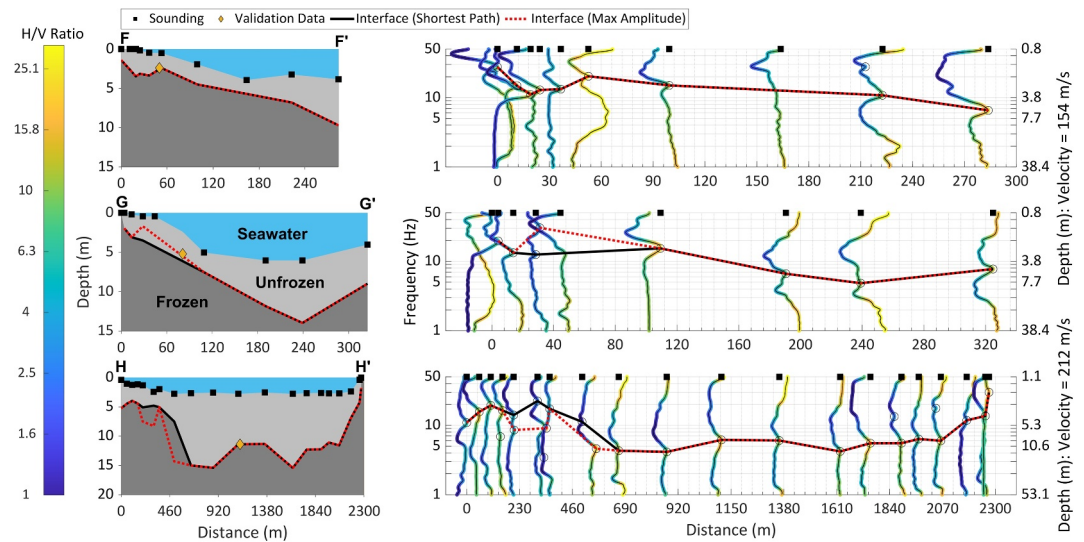 Sounding Validation Data Interface (Shortest Path) Interface (Max Amplitude)
H/V Ratio
25.1
15.8
10
6.3
4
2.5
1.6
1
F F'
0
5
10
15
0 60 120 180 240
50
10
5
1
0 30 60 90 120 150 180 210 240 270 300
0.8
3.8
7.7
38.4
Depth (m): Velocity = 154 m/s
G G'
Seawater
Unfrozen
Frozen
Depth (m)
0
5
10
15
0 60 120 180 240 300
Frequency (Hz)
50
10
5
1
0 40 80 120 160 200 240 280 320
0.8
3.8
7.7
38.4
H H'
0
5
10
15
20
0 460 920 1380 1840 2300
Distance (m)
50
10
5
1
0 230 460 690 920 1150 1380 1610 1840 2070 2300
Distance (m)
1.1
5.3
10.6
53.1
Depth (m): Velocity = 212 m/s